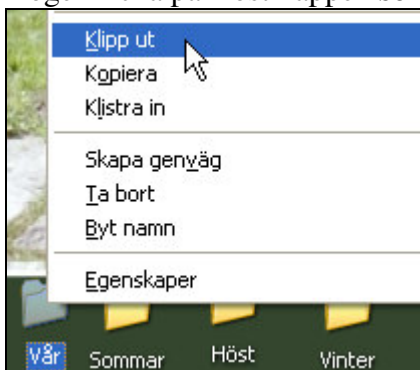 Klipp ut
Kopiera
Klistra in
Skapa genväg
Ta bort
Byt namn
Egenskaper
Vår Sommar Höst Vinter